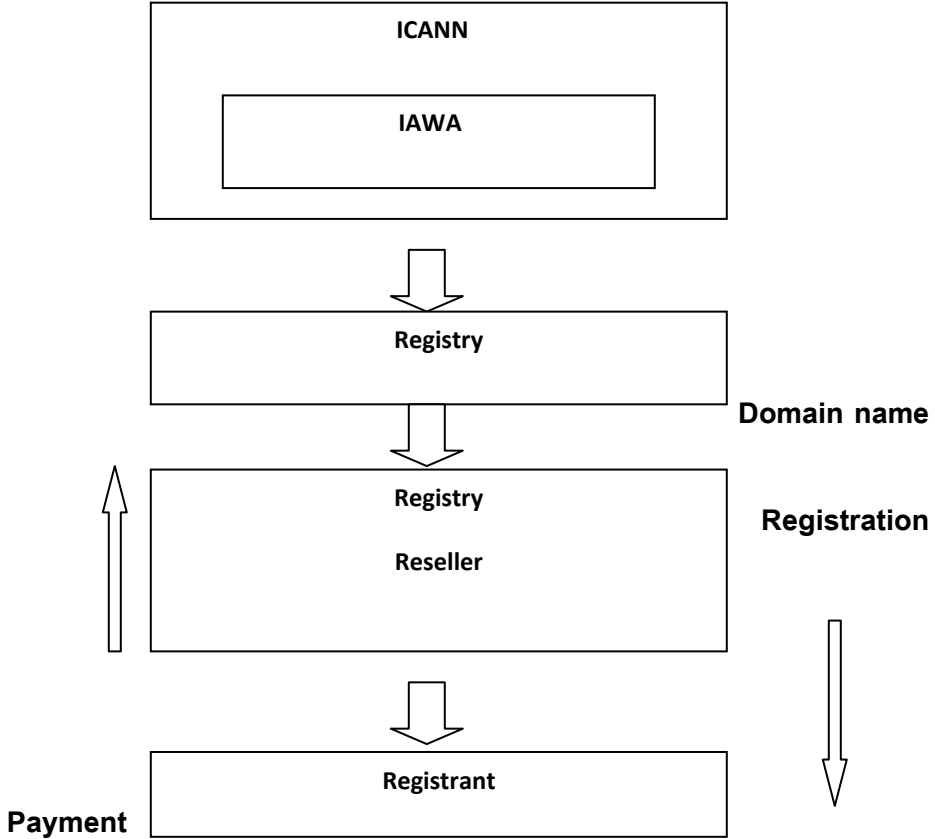 ICANN
IAWA
Registry
Domain name
Registry
Registration
Reseller
Registrant
Payment